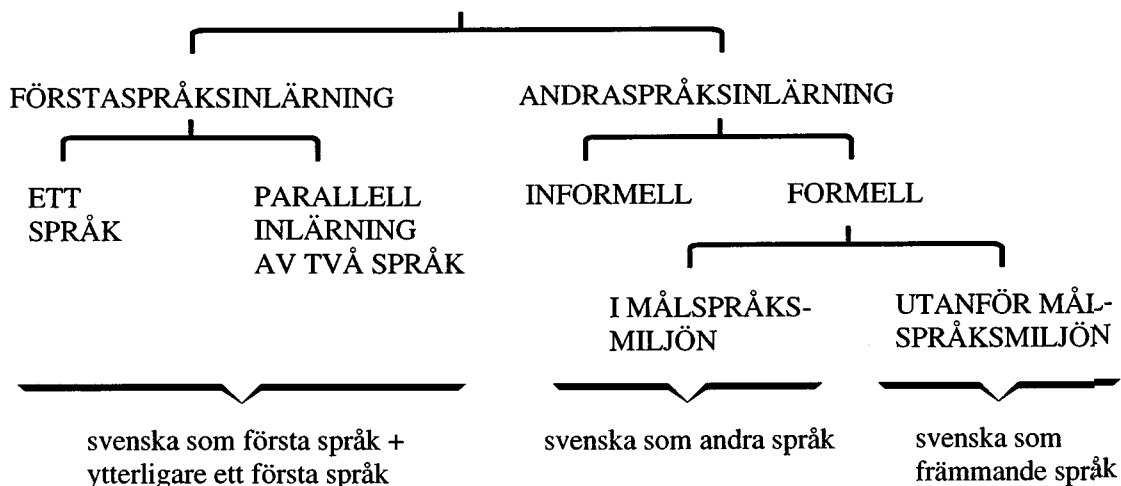 FÖRSTASPRÅKSINLÄRNING
ANDRASPRÅKSINLÄRNING
ETT
SPRÅK
PARALLELL
INLÄRNING
AV TVÅ SPRÅK
INFORMELL
FORMELL
I MÅLSPRÅKS-
MILJÖN
UTANFÖR MÅL-
SPRÅKSMILJÖN
svenska som första språk +
ytterligare ett första språk
svenska som andra språk
svenska som
främmande språk